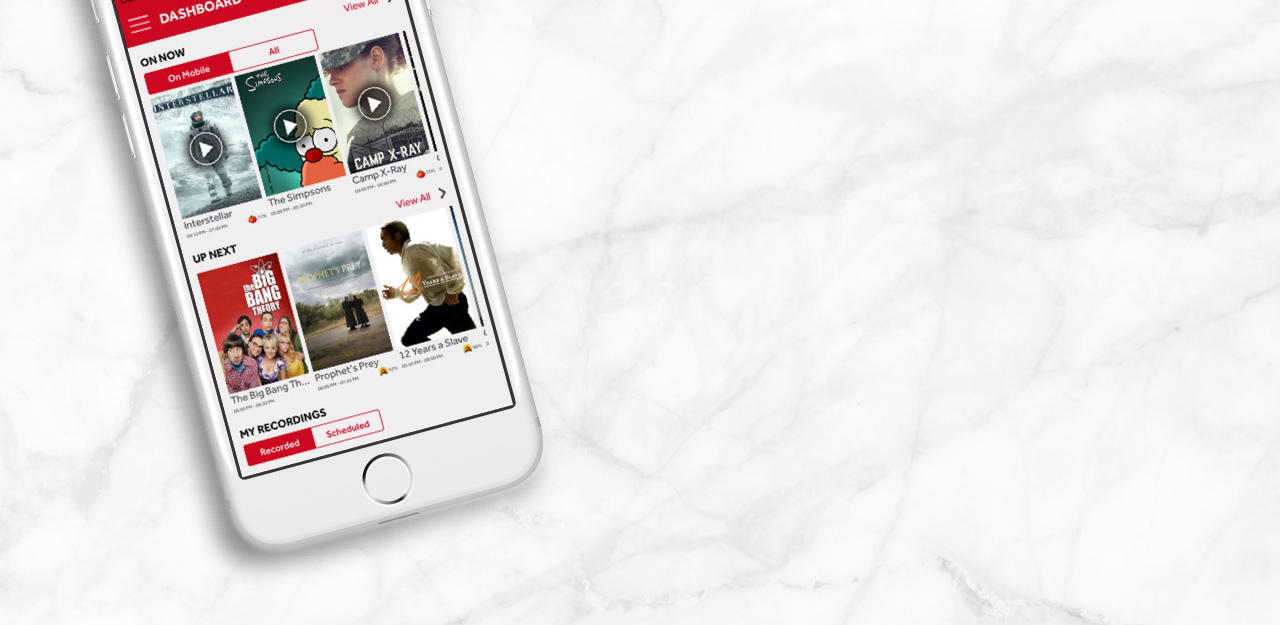 DASHBOARD
View All
ON NOW
On Mobile
All
INTERSTELLAR
THE
SIMPSONS
CAMP X-RAY
Interstellar
The Simpsons
Camp X-Ray
View All
UP NEXT
the BIG
BANG
THEORY
PROPHET'S PREY
12 YEARS A SLAVE
The Big Bang Th...
Prophet's Prey
12 Years a Slave
MY RECORDINGS
Recorded
Scheduled